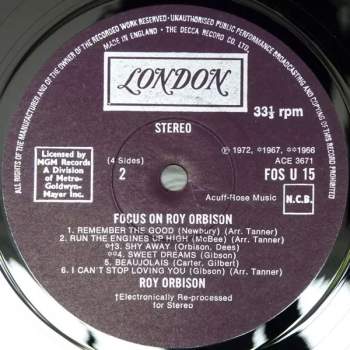 ALL RIGHTS OF THE MANUFACTURER AND OF THE OWNER OF THE RECORDED WORK RESERVED · UNAUTHORISED PUBLIC PERFORMANCE BROADCASTING AND COPYING OF THIS RECORD PROHIBITED
MADE IN ENGLAND · THE DECCA RECORD CO. LTD.
LONDON
33⅓ rpm
STEREO
Licensed by
MGM Records
A Division
of Metro-
Goldwyn-
Mayer Inc.
(4 Sides)
2
℗ 1972, °℗1967, °°℗1966
ACE 3671
FOS U 15
Acuff-Rose Music
N.C.B.
FOCUS ON ROY ORBISON
1. REMEMBER THE GOOD (Newbury) (Arr. Tanner)
2. RUN THE ENGINES UP HIGH (McBee) (Arr. Tanner)
°†3. SHY AWAY (Orbison, Dees)
°°4. SWEET DREAMS (Gibson)
5. BEAUJOLAIS (Carter, Gilbert)
6. I CAN'T STOP LOVING YOU (Gibson) (Arr. Tanner)
ROY ORBISON
†Electronically Re-processed
for Stereo